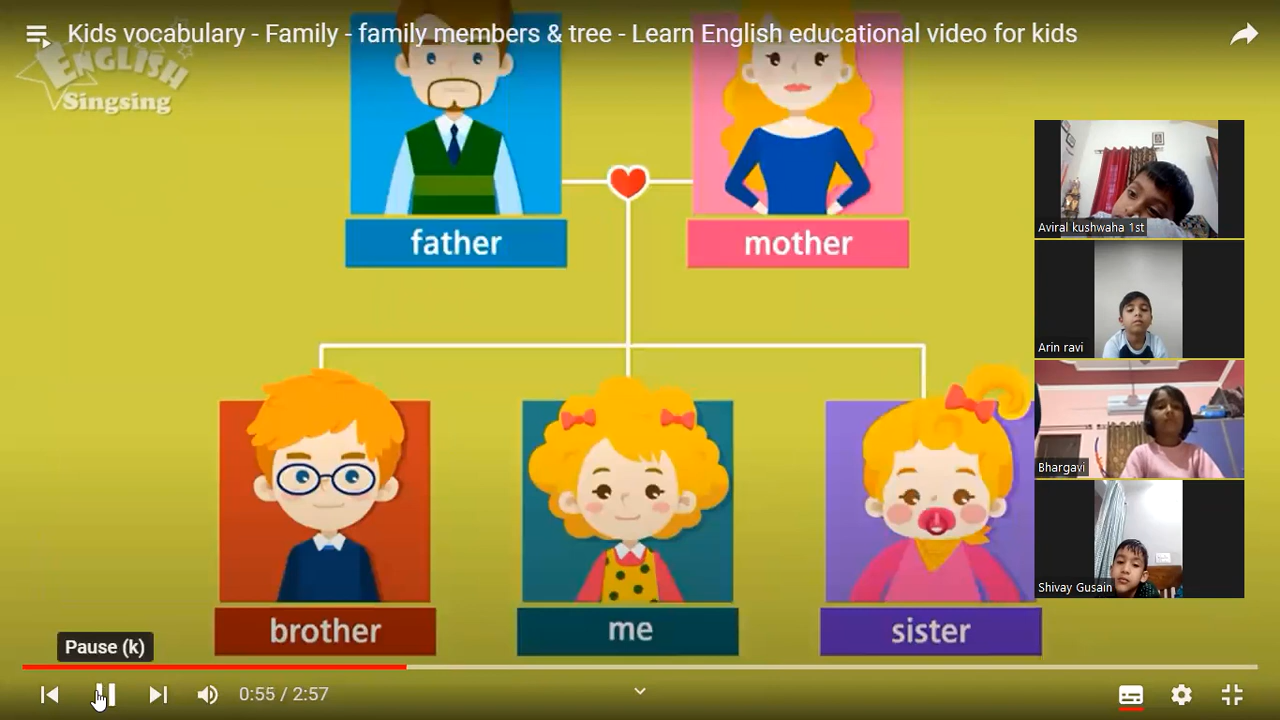 Kids vocabulary - Family - family members & tree - Learn English educational video for kids
ENGLISH
Singsing
father
mother
Aviral kushwaha 1st
Arin ravi
Bhargavi
Shivay Gusain
brother
me
sister
Pause (k)
0:55 / 2:57